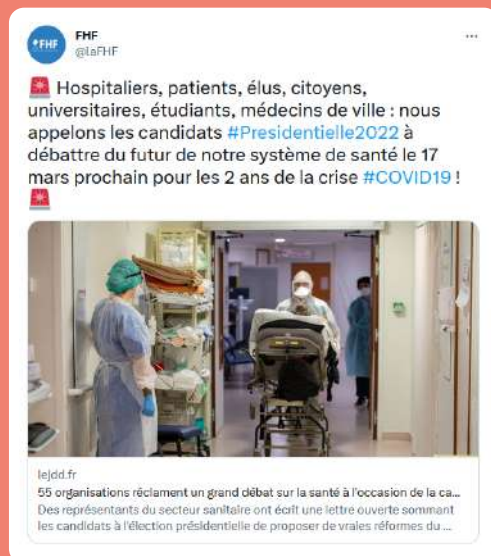 FHF
FHF
@laFHF
🚨 Hospitaliers, patients, élus, citoyens,
universitaires, étudiants, médecins de ville : nous
appelons les candidats #Presidentielle2022 à
débattre du futur de notre système de santé le 17
mars prochain pour les 2 ans de la crise #COVID19 !
🚨
lejdd.fr
55 organisations réclament un grand débat sur la santé à l'occasion de la ca...
Des représentants du secteur sanitaire ont écrit une lettre ouverte sommant
les candidats à l'élection présidentielle de proposer de vraies réformes du ...